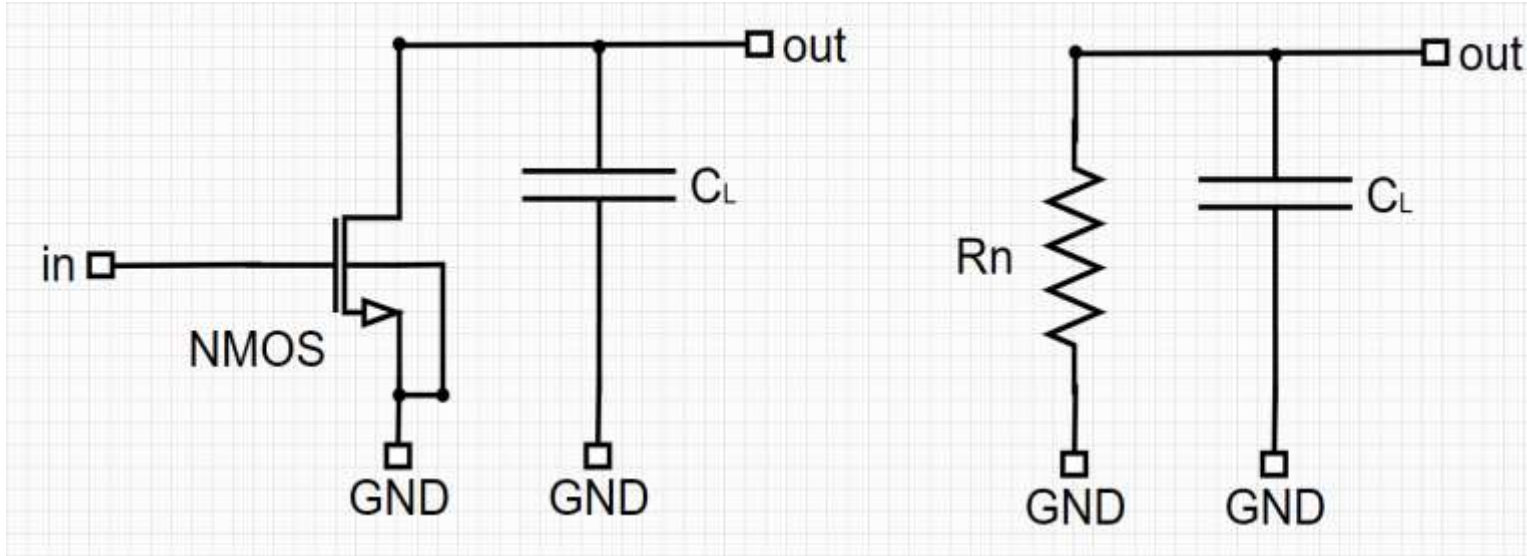 out
CL
in
NMOS
GND
GND
out
CL
Rn
GND
GND